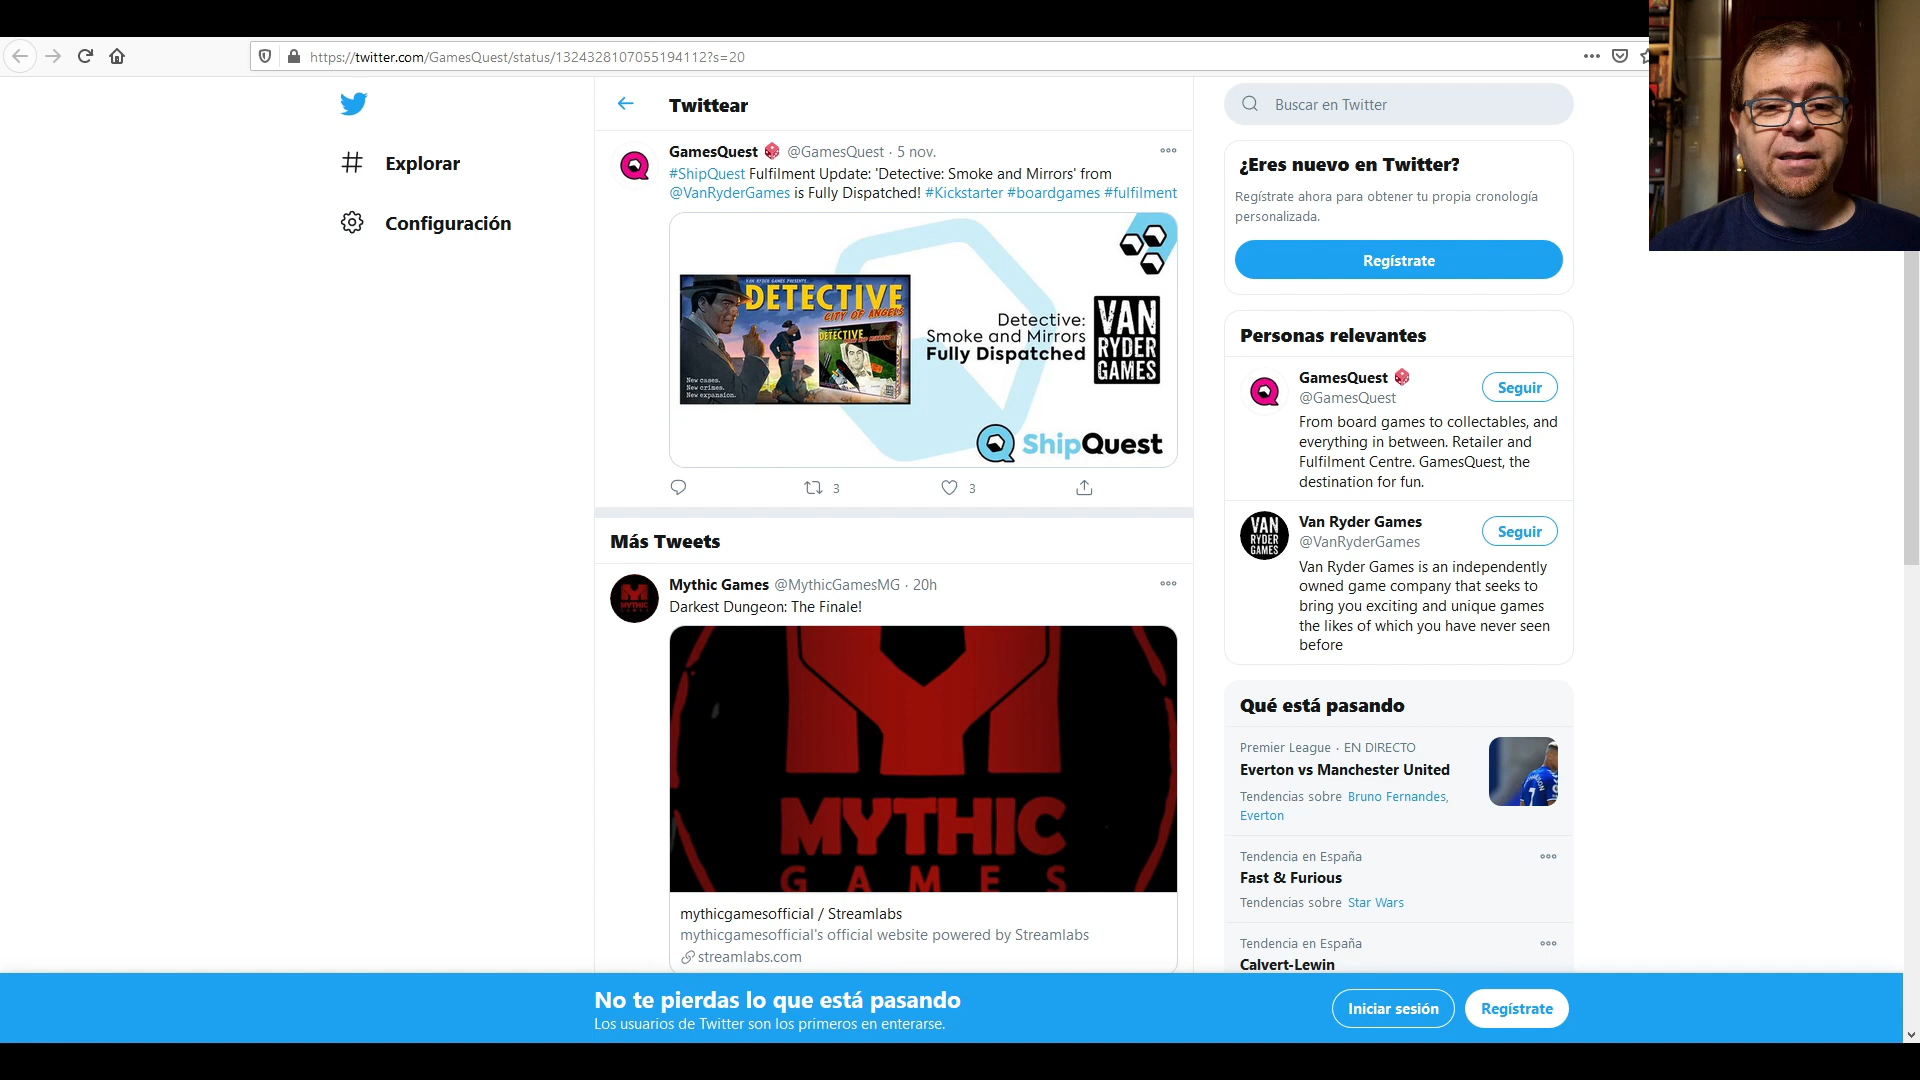 https://twitter.com/GamesQuest/status/1324328107055194112?s=20
Explorar
Configuración
Twittear
GamesQuest @GamesQuest · 5 nov.
#ShipQuest Fulfilment Update: 'Detective: Smoke and Mirrors' from
@VanRyderGames is Fully Dispatched! #Kickstarter #boardgames #fulfilment
VAN RYDER GAMES PRESENTS...
DETECTIVE
CITY OF ANGELS
DETECTIVE
New cases.
New crimes.
New expansion.
Detective:
Smoke and Mirrors
Fully Dispatched
VAN
RYDER
GAMES
ShipQuest
3
3
Más Tweets
Mythic Games @MythicGamesMG · 20h
Darkest Dungeon: The Finale!
MYTHIC
GAMES
MYTHIC
GAMES
mythicgamesofficial / Streamlabs
mythicgamesofficial's official website powered by Streamlabs
streamlabs.com
Buscar en Twitter
¿Eres nuevo en Twitter?
Regístrate ahora para obtener tu propia cronología
personalizada.
Regístrate
Personas relevantes
GamesQuest
@GamesQuest
Seguir
From board games to collectables, and
everything in between. Retailer and
Fulfilment Centre. GamesQuest, the
destination for fun.
VAN
RYDER
GAMES
Van Ryder Games
@VanRyderGames
Seguir
Van Ryder Games is an independently
owned game company that seeks to
bring you exciting and unique games
the likes of which you have never seen
before
Qué está pasando
Premier League · EN DIRECTO
Everton vs Manchester United
Tendencias sobre Bruno Fernandes,
Everton
7
Tendencia en España
Fast & Furious
Tendencias sobre Star Wars
Tendencia en España
Calvert-Lewin
No te pierdas lo que está pasando
Los usuarios de Twitter son los primeros en enterarse.
Iniciar sesión
Regístrate